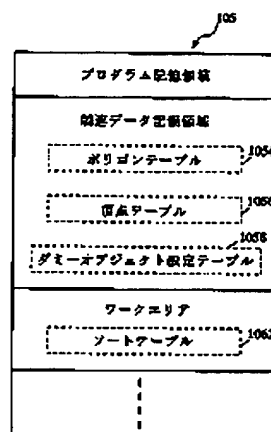 105
プログラム記憶領域
関連データ記憶領域
ポリゴンテーブル
1054
頂点テーブル
1056
1058
ダミーオブジェクト設定テーブル
ワークエリア
ソートテーブル
1062